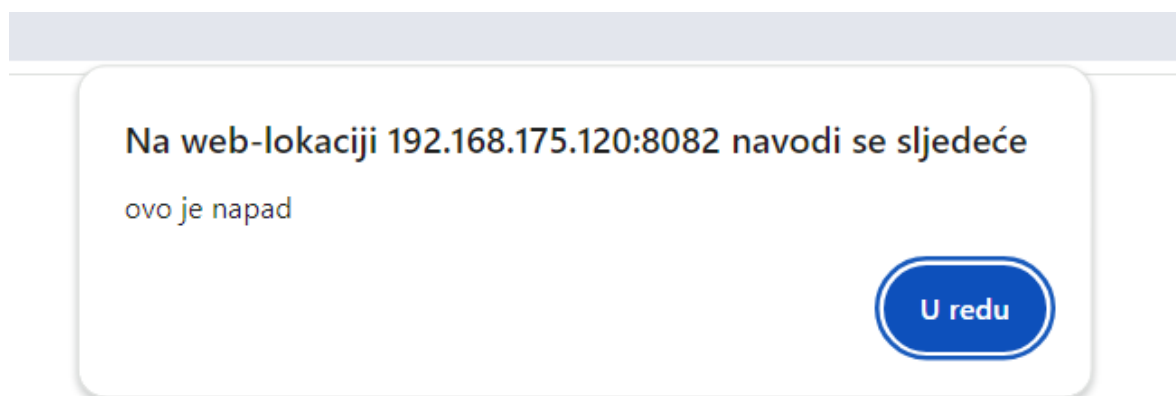 Na web-lokaciji 192.168.175.120:8082 navodi se sljedeće
ovo je napad
U redu